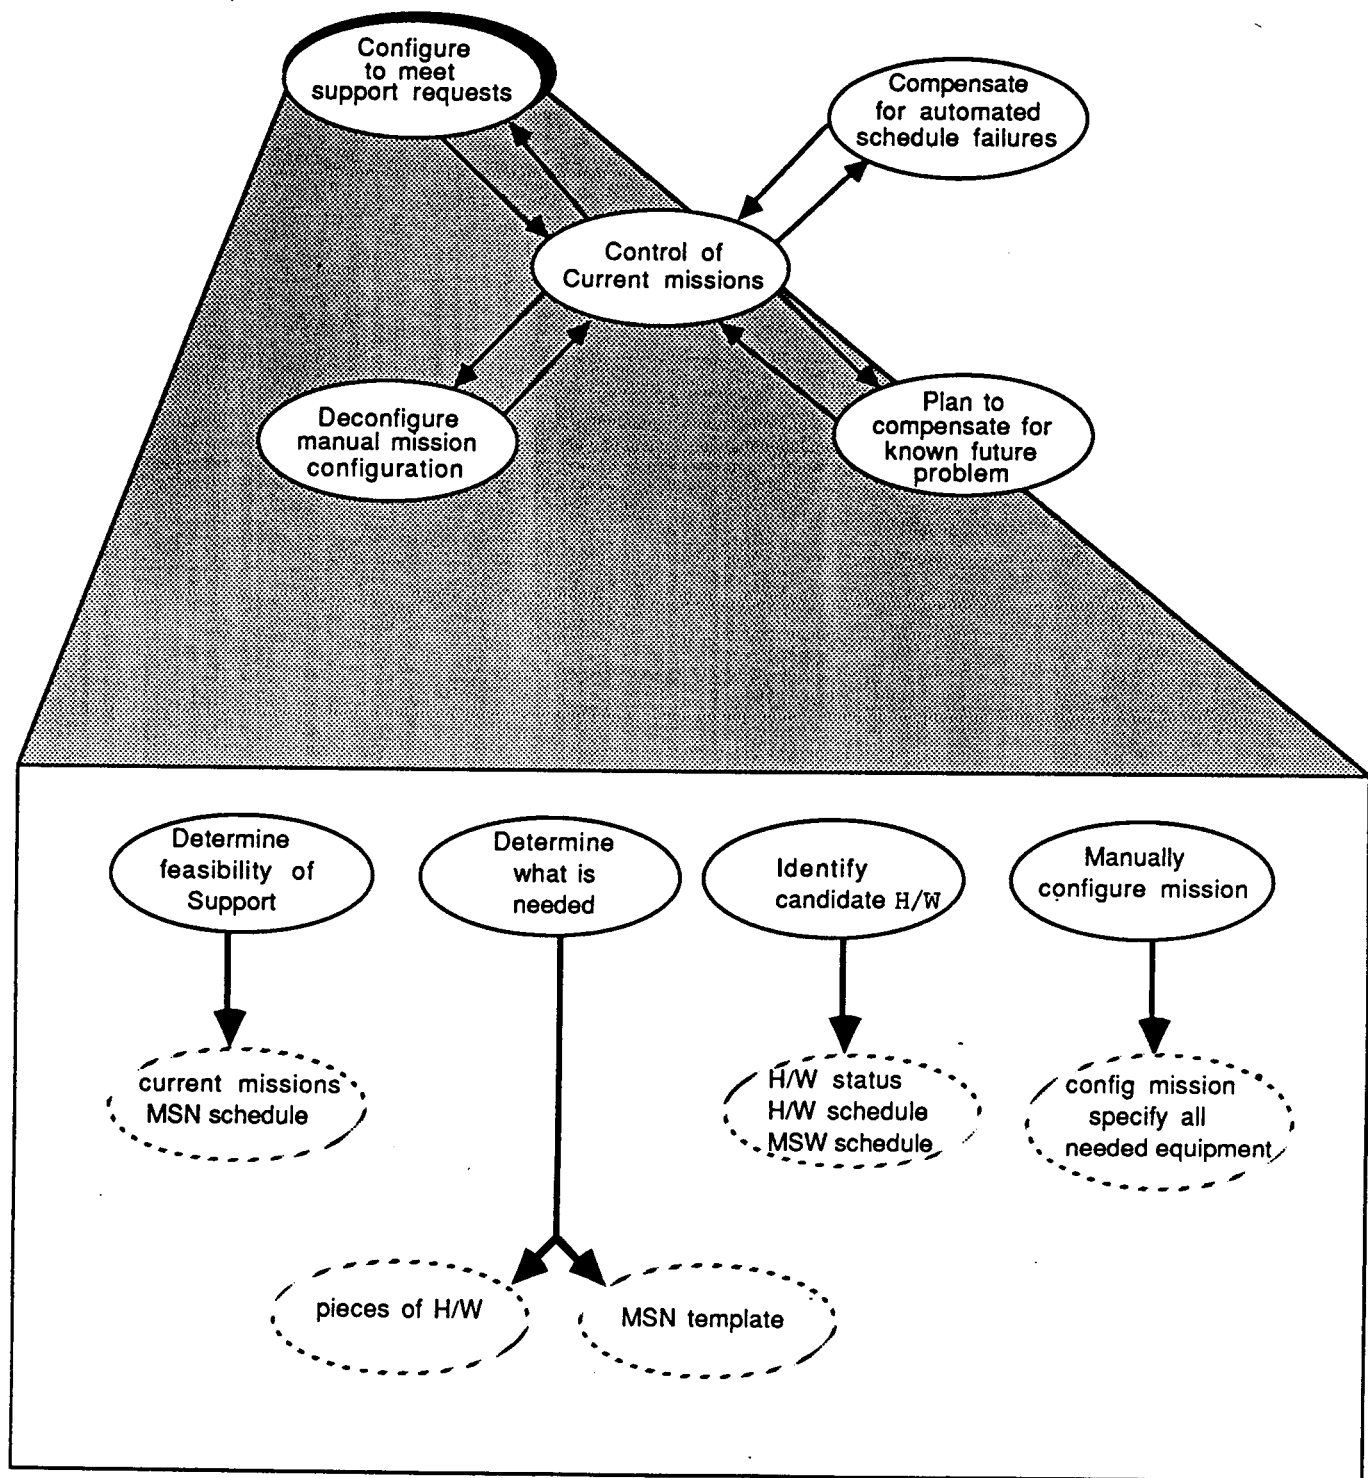 Configure
to meet
support requests
Compensate
for automated
schedule failures
Control of
Current missions
Deconfigure
manual mission
configuration
Plan to
compensate for
known future
problem
Determine
feasibility of
Support
Determine
what is
needed
Identify
candidate H/W
Manually
configure mission
current missions
MSN schedule
H/W status
H/W schedule
MSW schedule
config mission
specify all
needed equipment
pieces of H/W
MSN template